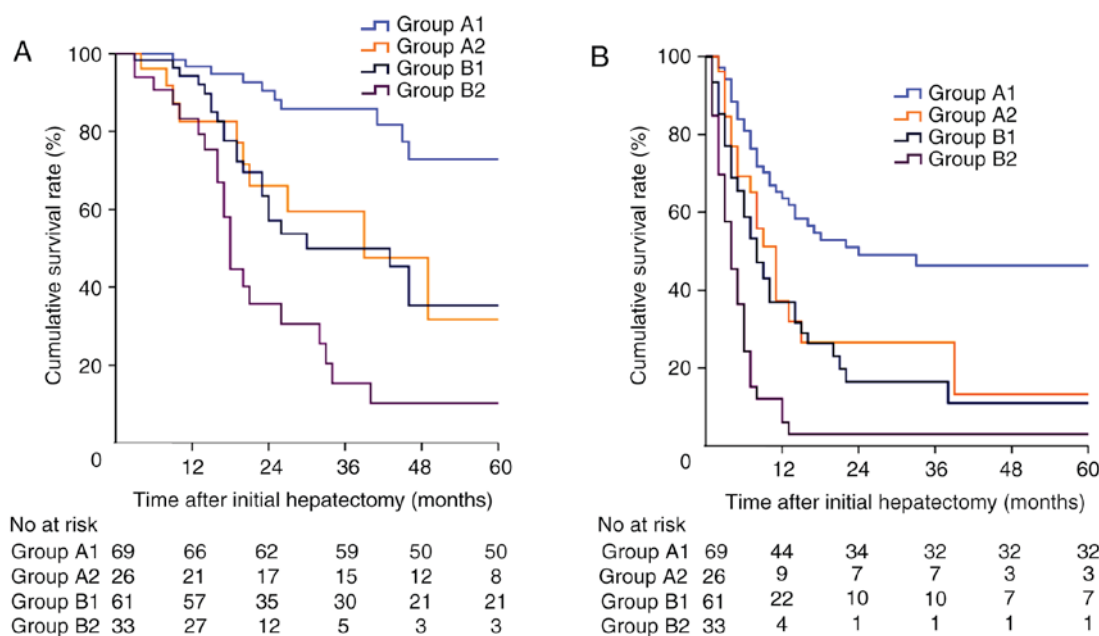 A
Group A1
Group A2
Group B1
Group B2
100
80
60
40
20
0
Cumulative survival rate (%)
12 24 36 48 60
Time after initial hepatectomy (months)
No at risk
Group A1 69 66 62 59 50 50
Group A2 26 21 17 15 12 8
Group B1 61 57 35 30 21 21
Group B2 33 27 12 5 3 3
B
Group A1
Group A2
Group B1
Group B2
100
80
60
40
20
0
Cumulative survival rate (%)
12 24 36 48 60
Time after initial hepatectomy (months)
No at risk
Group A1 69 44 34 32 32 32
Group A2 26 9 7 7 3 3
Group B1 61 22 10 10 7 7
Group B2 33 4 1 1 1 1